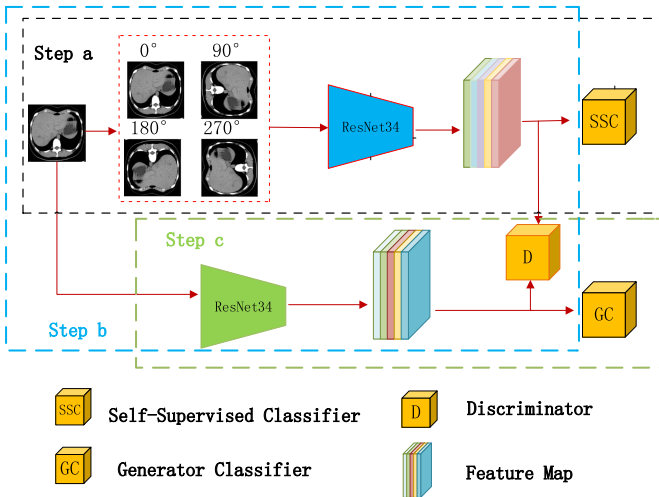 Step a
0° 90°
180° 270°
ResNet34
SSC
Step c
D
ResNet34
GC
Step b
SSC Self-Supervised Classifier
D Discriminator
GC Generator Classifier
Feature Map